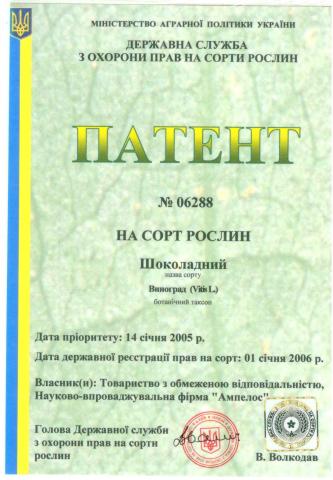 МІНІСТЕРСТВО АГРАРНОЇ ПОЛІТИКИ УКРАЇНИ
ДЕРЖАВНА СЛУЖБА
З ОХОРОНИ ПРАВ НА СОРТИ РОСЛИН
ПАТЕНТ
№ 06288
НА СОРТ РОСЛИН
Шоколадний
назва сорту
Виноград (Vitis L.)
ботанічний таксон
Дата пріоритету: 14 січня 2005 р.
Дата державної реєстрації прав на сорт: 01 січня 2006 р.
Власник(и): Товариство з обмеженою відповідальністю,
Науково-впроваджувальна фірма "Ампелос"
Голова Державної служби
з охорони прав на сорти
рослин
В. Волкодав